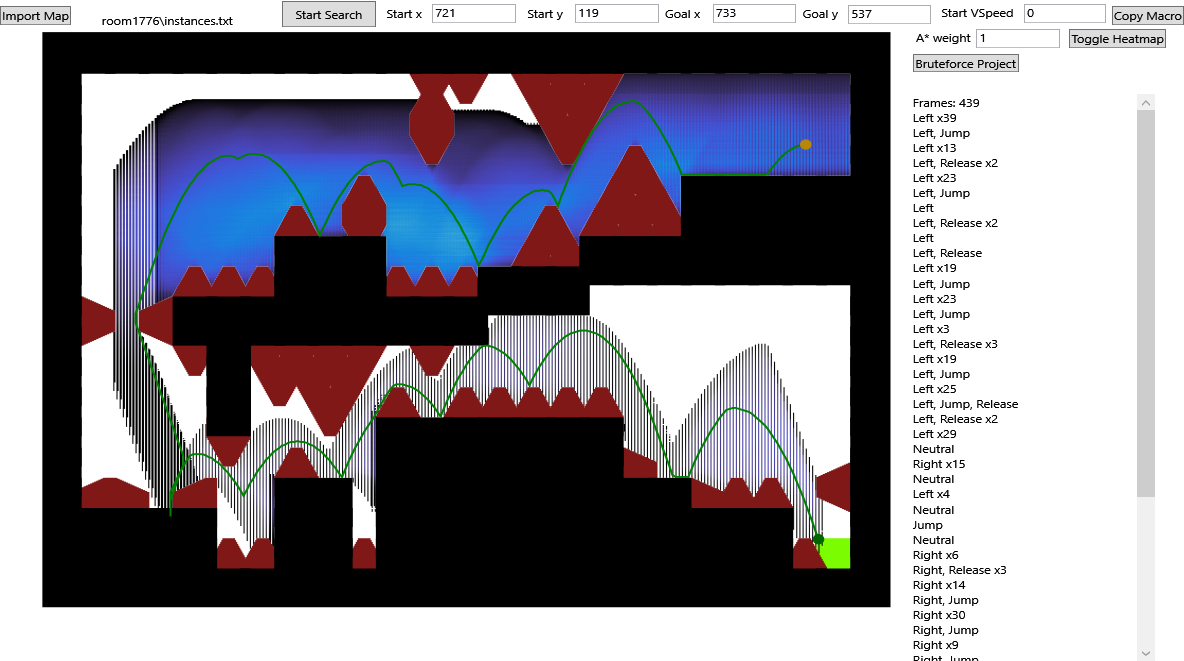 Import Map
room1776\instances.txt
Start Search
Start x 721
Start y 119
Goal x 733
Goal y 537
Start VSpeed 0
Copy Macro
A* weight 1
Toggle Heatmap
Bruteforce Project
Frames: 439
Left x39
Left, Jump
Left x13
Left, Release x2
Left x23
Left, Jump
Left
Left, Release x2
Left
Left, Release
Left x19
Left, Jump
Left x23
Left, Jump
Left x3
Left, Release x3
Left x19
Left, Jump
Left x25
Left, Jump, Release
Left, Release x2
Left x29
Neutral
Right x15
Neutral
Left x4
Neutral
Jump
Neutral
Right x6
Right, Release x3
Right x14
Right, Jump
Right x30
Right, Jump
Right x9
Right, Jump